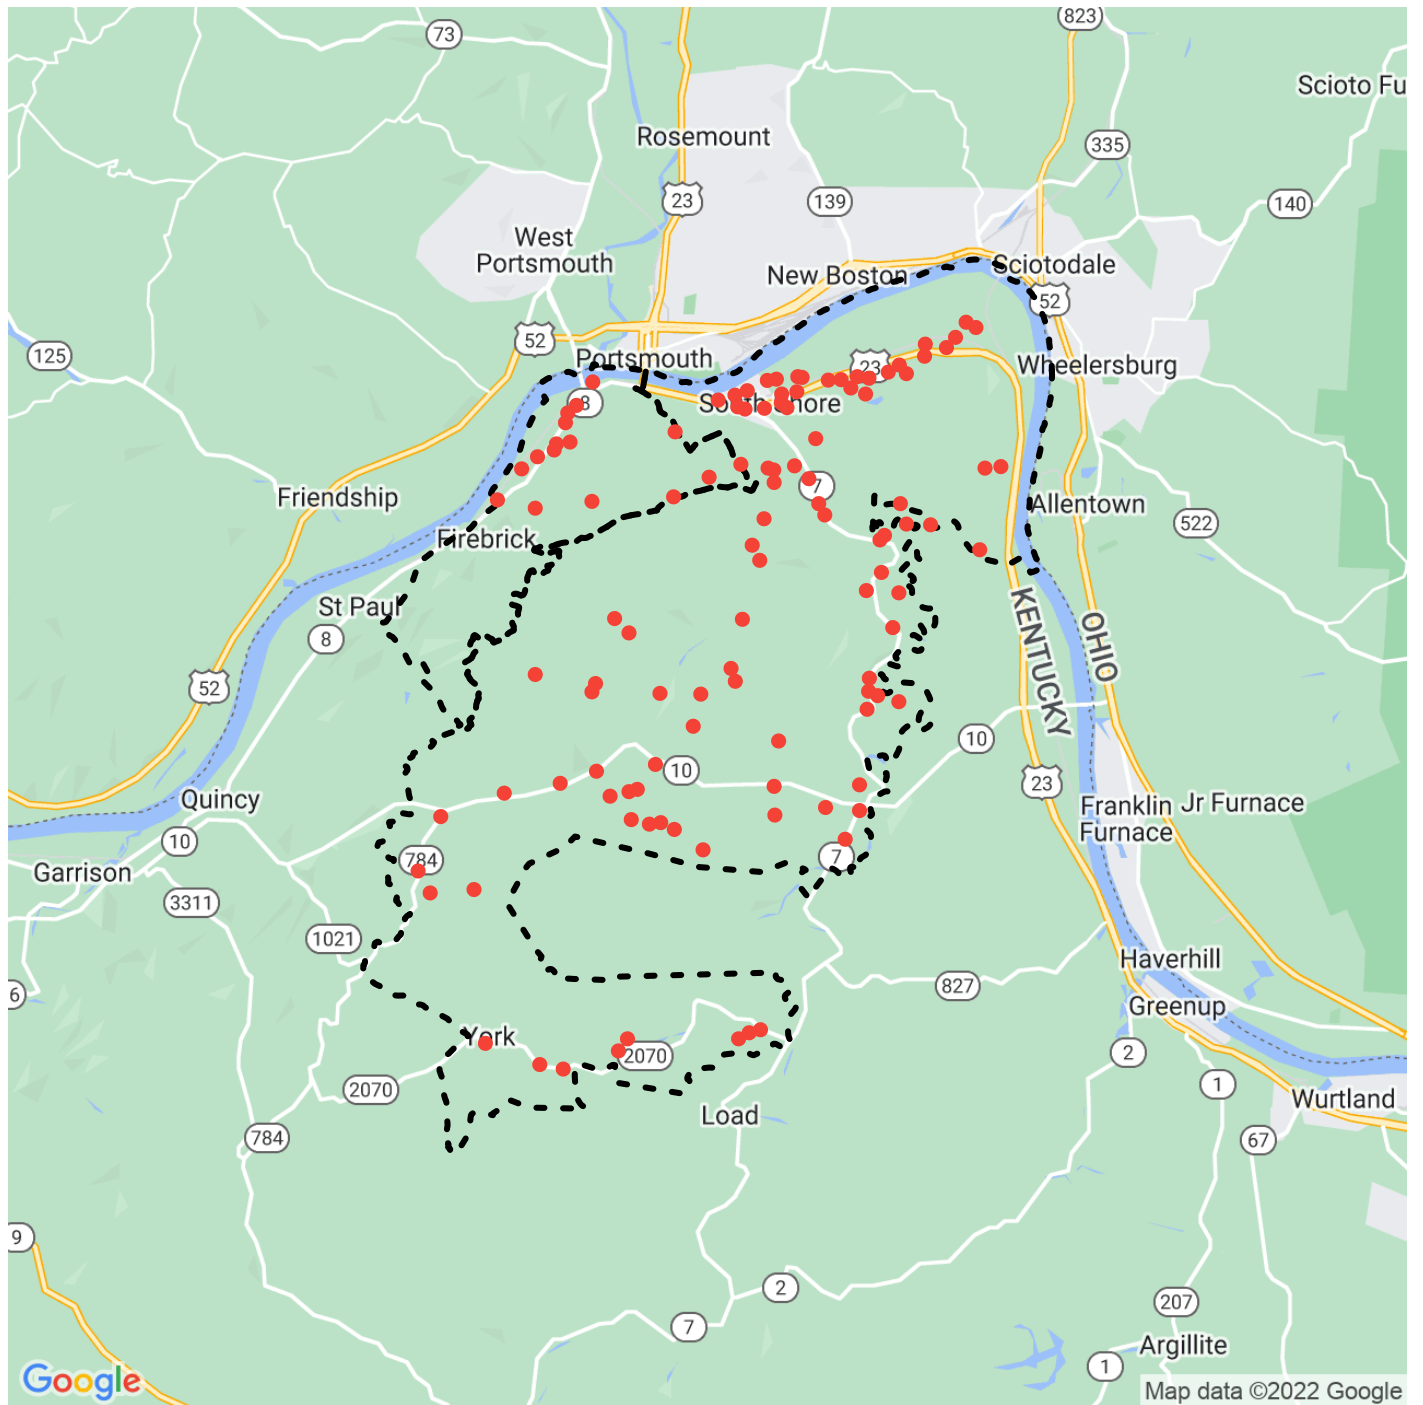 823
73
Scioto Fu
Rosemount
335
23
139
140
West
Portsmouth
New Boston
Sciotodale
52
52
125
Portsmouth
23
Wheelersburg
8
South Shore
7
Friendship
Allentown
522
Firebrick
St Paul
8
KENTUCKY
OHIO
52
10
10
23
Quincy
Franklin
Furnace
Jr Furnace
10
784
7
Garrison
3311
1021
Haverhill
6
827
Greenup
York
2070
2
2070
1
Wurtland
Load
784
67
9
2
207
7
Argillite
1
Google
Map data ©2022 Google